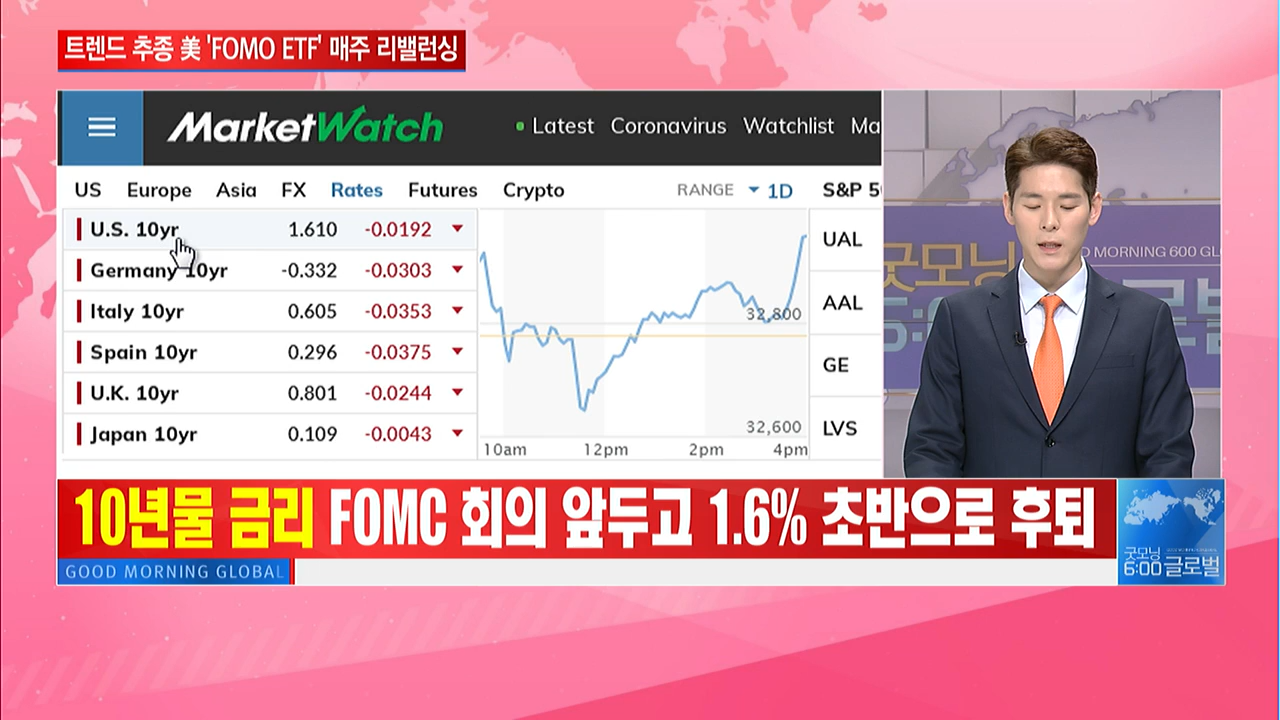 트렌드 추종 美 'FOMO ETF' 매주 리밸런싱
MarketWatch
Latest Coronavirus Watchlist Ma
US Europe Asia FX Rates Futures Crypto
RANGE 1D
S&P 50
U.S. 10yr 1.610 -0.0192
Germany 10yr -0.332 -0.0303
Italy 10yr 0.605 -0.0353
Spain 10yr 0.296 -0.0375
U.K. 10yr 0.801 -0.0244
Japan 10yr 0.109 -0.0043
32,800
32,600
10am 12pm 2pm 4pm
UAL
AAL
GE
LVS
굿모닝
D MORNING 600 GL
10년물 금리 FOMC 회의 앞두고 1.6% 초반으로 후퇴
GOOD MORNING GLOBAL
굿모닝
6:00 글로벌